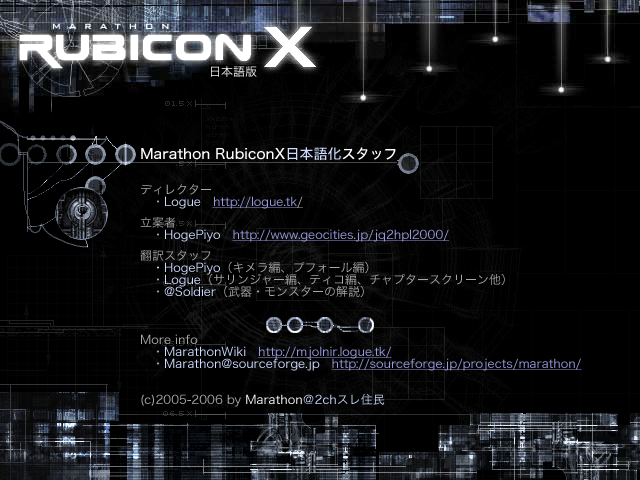 MARATHON
RUBICON X
日本語版
01.5 X
Marathon RubiconX日本語化スタッフ
ディレクター
・Logue http://logue.tk/
立案者
・HogePiyo http://www.geocities.jp/jq2hpl2000/
翻訳スタッフ
・HogePiyo（キメラ編、プフォール編）
・Logue（サリンジャー編、ティコ編、チャプタースクリーン他）
・@Soldier（武器・モンスターの解説）
More info
・MarathonWiki http://mjolnir.logue.tk/
・Marathon@sourceforge.jp http://sourceforge.jp/projects/marathon/
(c)2005-2006 by Marathon@2chスレ住民
06.5 X